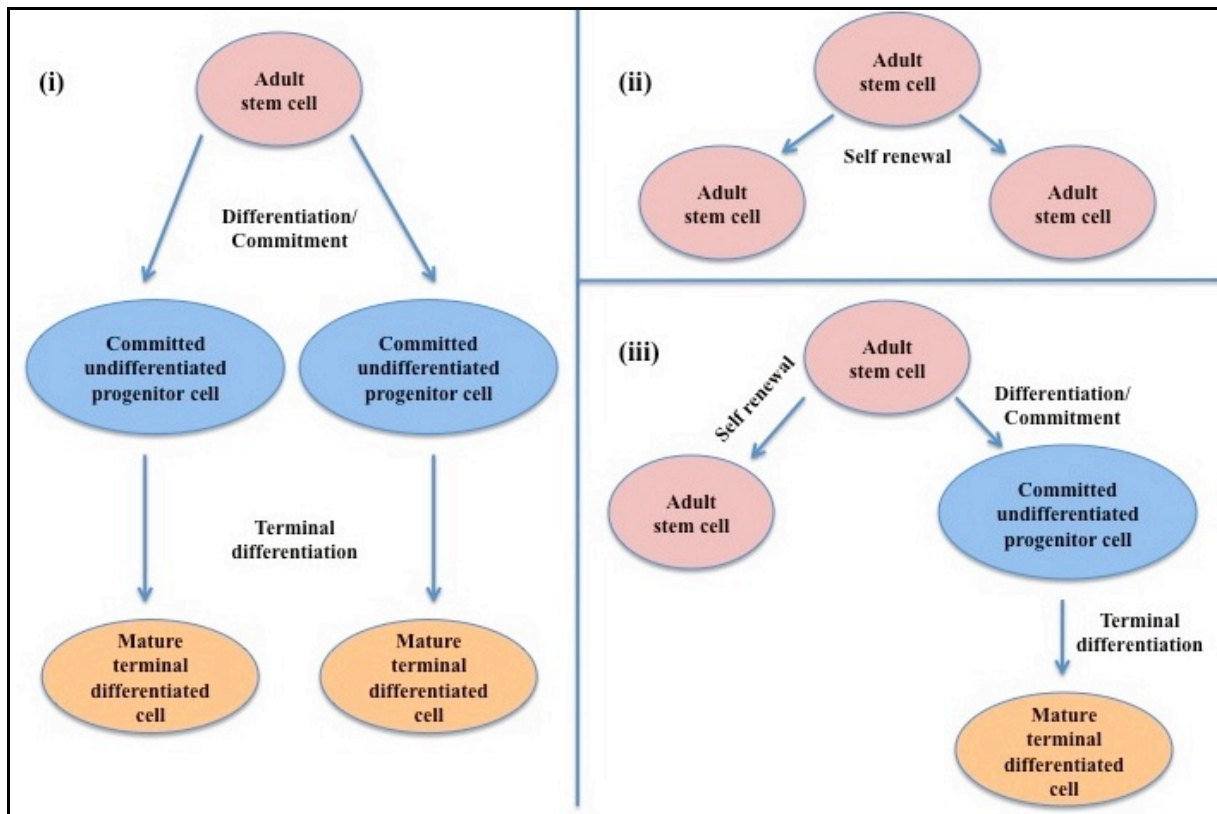 (i)
Adult
stem cell
Differentiation/
Commitment
Committed
undifferentiated
progenitor cell
Committed
undifferentiated
progenitor cell
Terminal
differentiation
Mature
terminal
differentiated
cell
Mature
terminal
differentiated
cell
(ii)
Adult
stem cell
Self renewal
Adult
stem cell
Adult
stem cell
(iii)
Adult
stem cell
Self renewal
Differentiation/
Commitment
Adult
stem cell
Committed
undifferentiated
progenitor cell
Terminal
differentiation
Mature
terminal
differentiated
cell